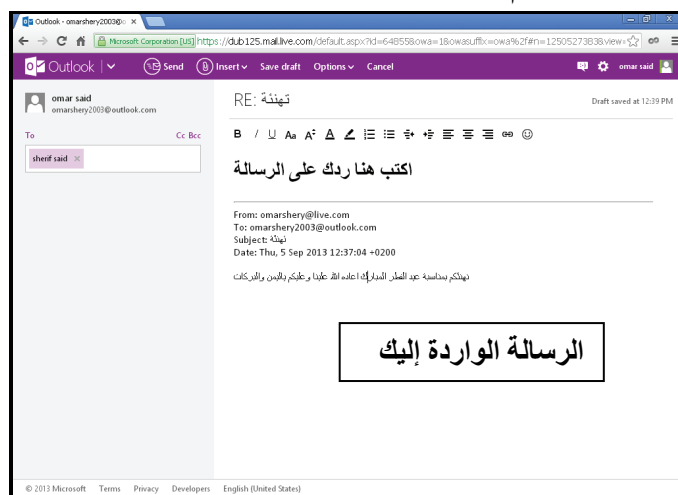 Outlook - omarshery2003@o
Microsoft Corporation [US] https://dub125.mail.live.com/default.aspx?id=64855&owa=1&owasuffix=owa%2f#n=1250527383&view=
Outlook Send Insert Save draft Options Cancel omar said
omar said
omarshery2003@outlook.com
To Cc Bcc
sherif said ×
RE: تهنئة
Draft saved at 12:39 PM
B / U Aa A A
اكتب هنا ردك على الرسالة
From: omarshery@live.com
To: omarshery2003@outlook.com
Subject: تهنئة
Date: Thu, 5 Sep 2013 12:37:04 +0200
نهنئكم بمناسبة عيد الفطر المبارك اعاده الله علينا وعليكم باليمن والبركات
الرسالة الواردة إليك
© 2013 Microsoft Terms Privacy Developers English (United States)